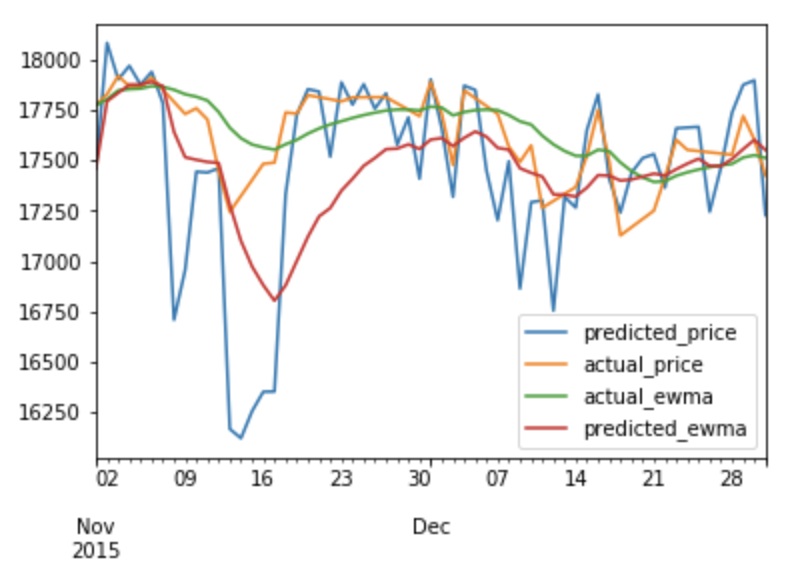 18000
17750
17500
17250
17000
16750
16500
16250
predicted_price
actual_price
actual_ewma
predicted_ewma
02 09 16 23 30 07 14 21 28
Nov Dec
2015